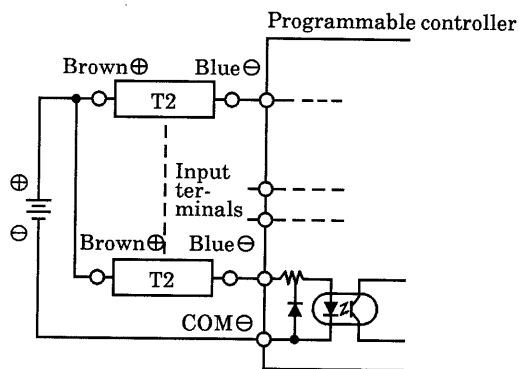 Programmable controller
Brown⊕ Blue⊖
T2
Input
ter-
minals
⊕
⊖
Brown⊕ Blue⊖
T2
COM⊖